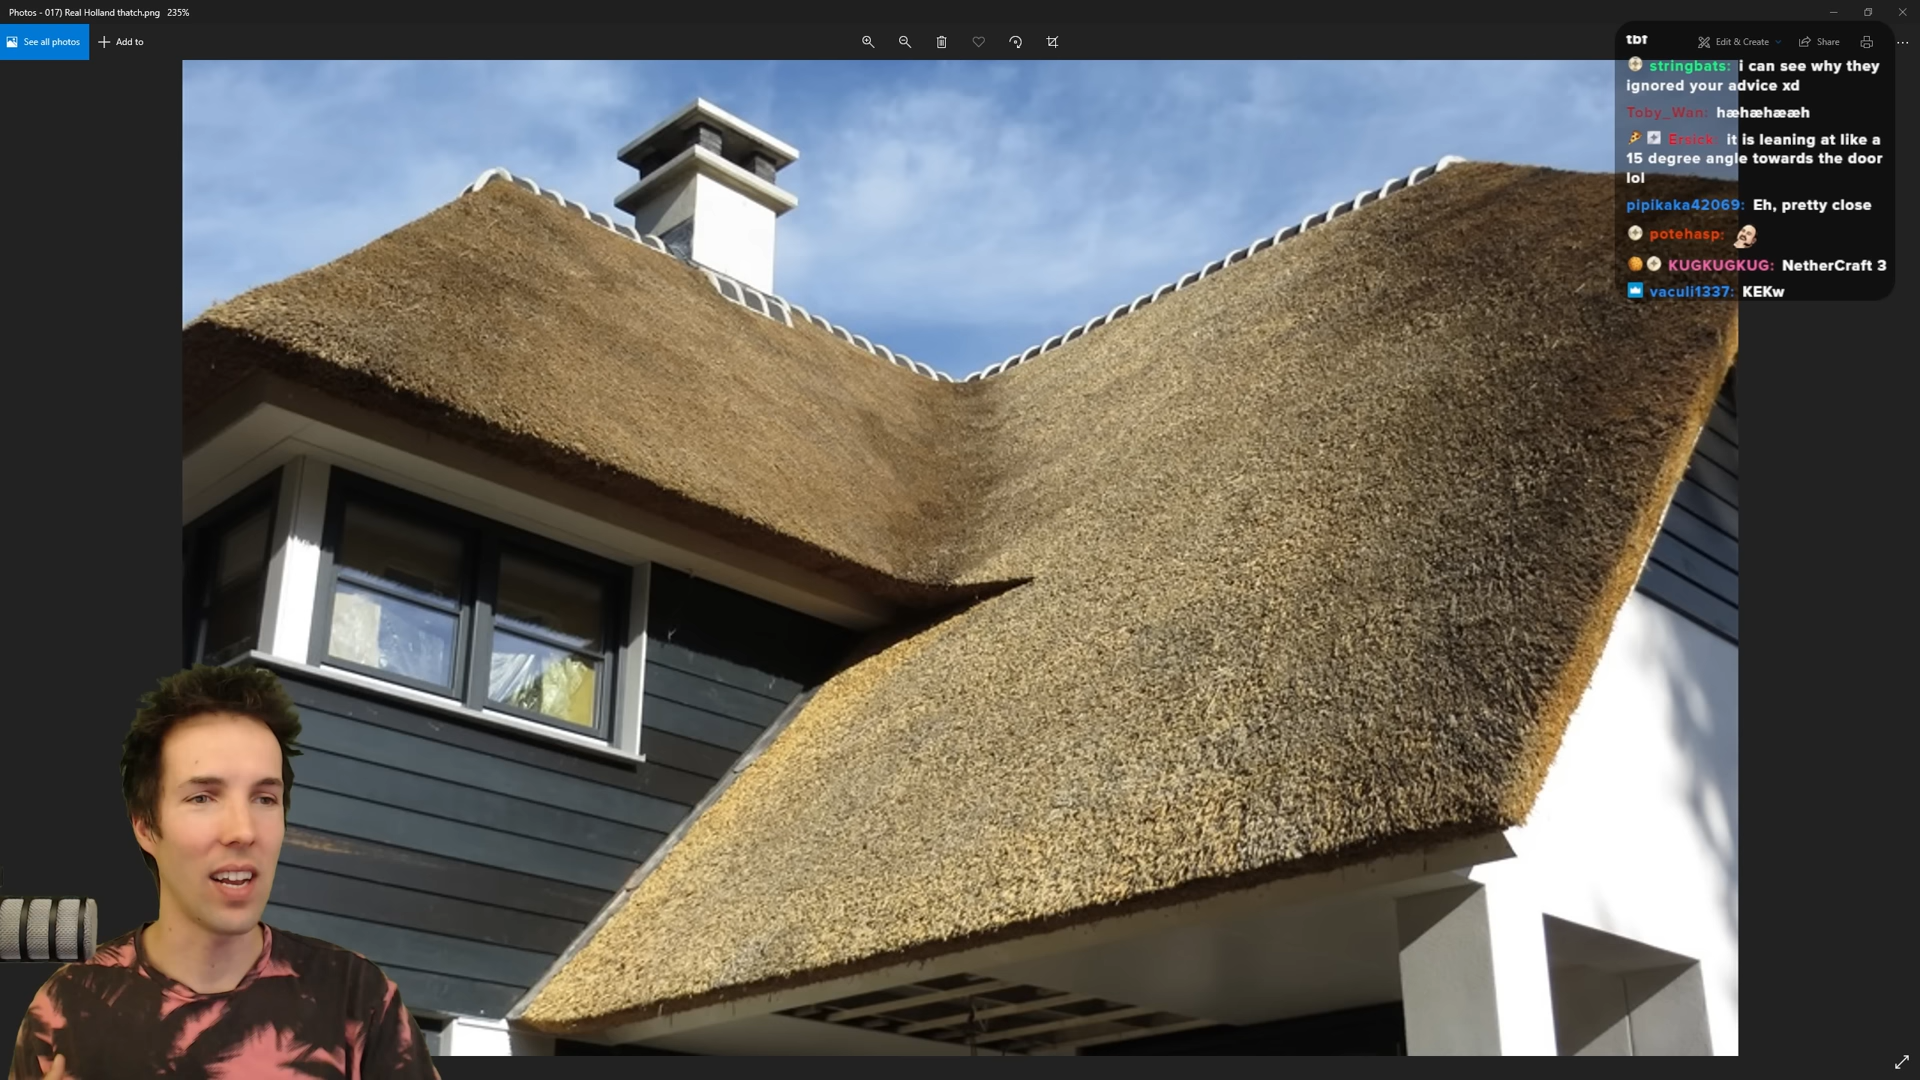 Photos - 017) Real Holland thatch.png   235%
See all photos
Add to
Edit & Create
Share
tbt
stringbats: i can see why they
ignored your advice xd
Toby_Wan: hæhæhææh
Ersick: it is leaning at like a
15 degree angle towards the door
lol
pipikaka42069: Eh, pretty close
potehasp:
KUGKUGKUG: NetherCraft 3
vaculi1337: KEKw